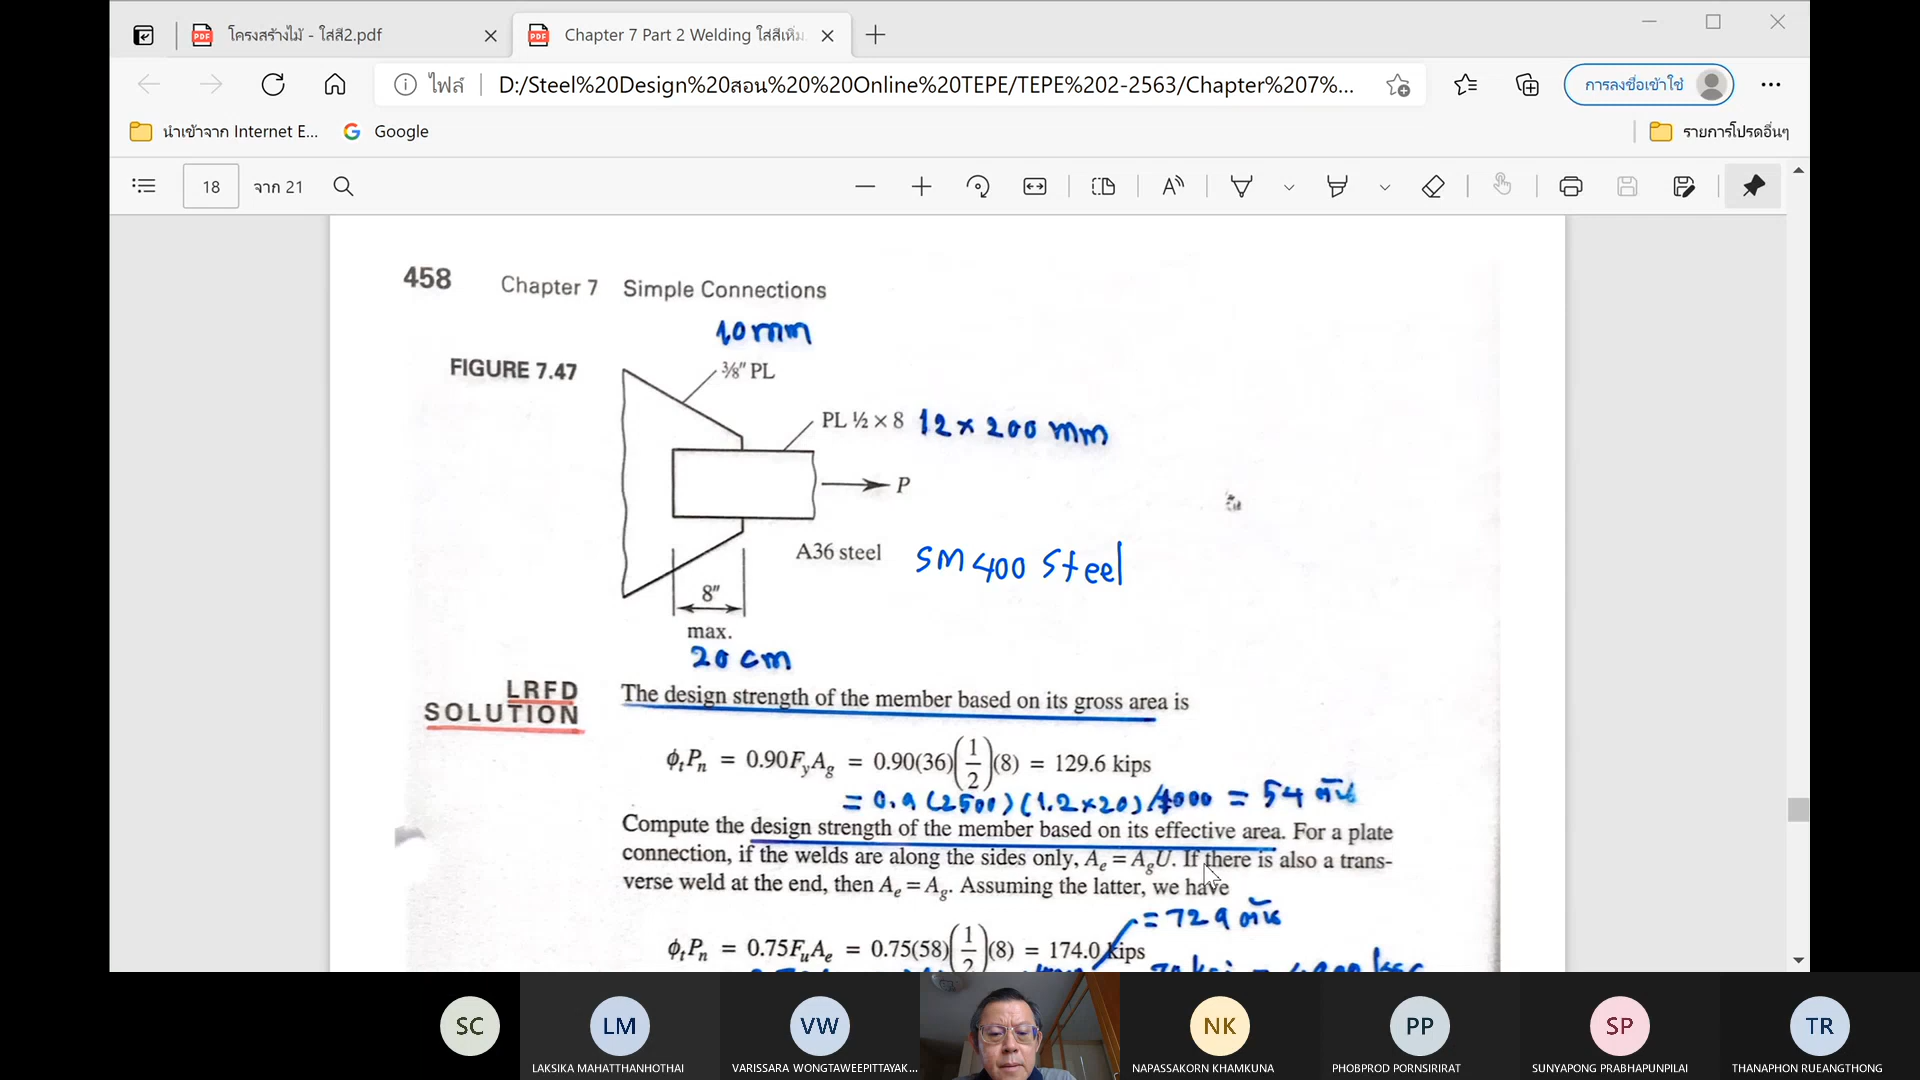 โครงสร้างไม้ - ใส่สี2.pdf
Chapter 7 Part 2 Welding ใส่สีเพิ่ม
ไฟล์
D:/Steel%20Design%20สอน%20%20Online%20TEPE/TEPE%202-2563/Chapter%207%...
การลงชื่อเข้าใช้
นำเข้าจาก Internet E...
Google
รายการโปรดอื่นๆ
18 จาก 21
458 Chapter 7 Simple Connections
10mm
FIGURE 7.47
3/8" PL
PL 1/2 × 8 12 × 200 mm
P
A36 steel SM 400 Steel
8"
max.
20 cm
LRFD
SOLUTION
The design strength of the member based on its gross area is
ϕtPn = 0.90FyAg = 0.90(36)(1/2)(8) = 129.6 kips
= 0.9 (2500)(1.2×20)/1000 = 54 ตัน
Compute the design strength of the member based on its effective area. For a plate
connection, if the welds are along the sides only, Ae = AgU. If there is also a trans-
verse weld at the end, then Ae = Ag. Assuming the latter, we have
= 72.9 ตัน
ϕtPn = 0.75FuAe = 0.75(58)(1/2)(8) = 174.0 kips
SC
LM
VW
NK
PP
SP
TR
LAKSIKA MAHATTHANHOTHAI
VARISSARA WONGTAWEEPITTAYAK...
NAPASSAKORN KHAMKUNA
PHOBPROD PORNSIRIRAT
SUNYAPONG PRABHAPUNPILAI
THANAPHON RUEANGTHONG